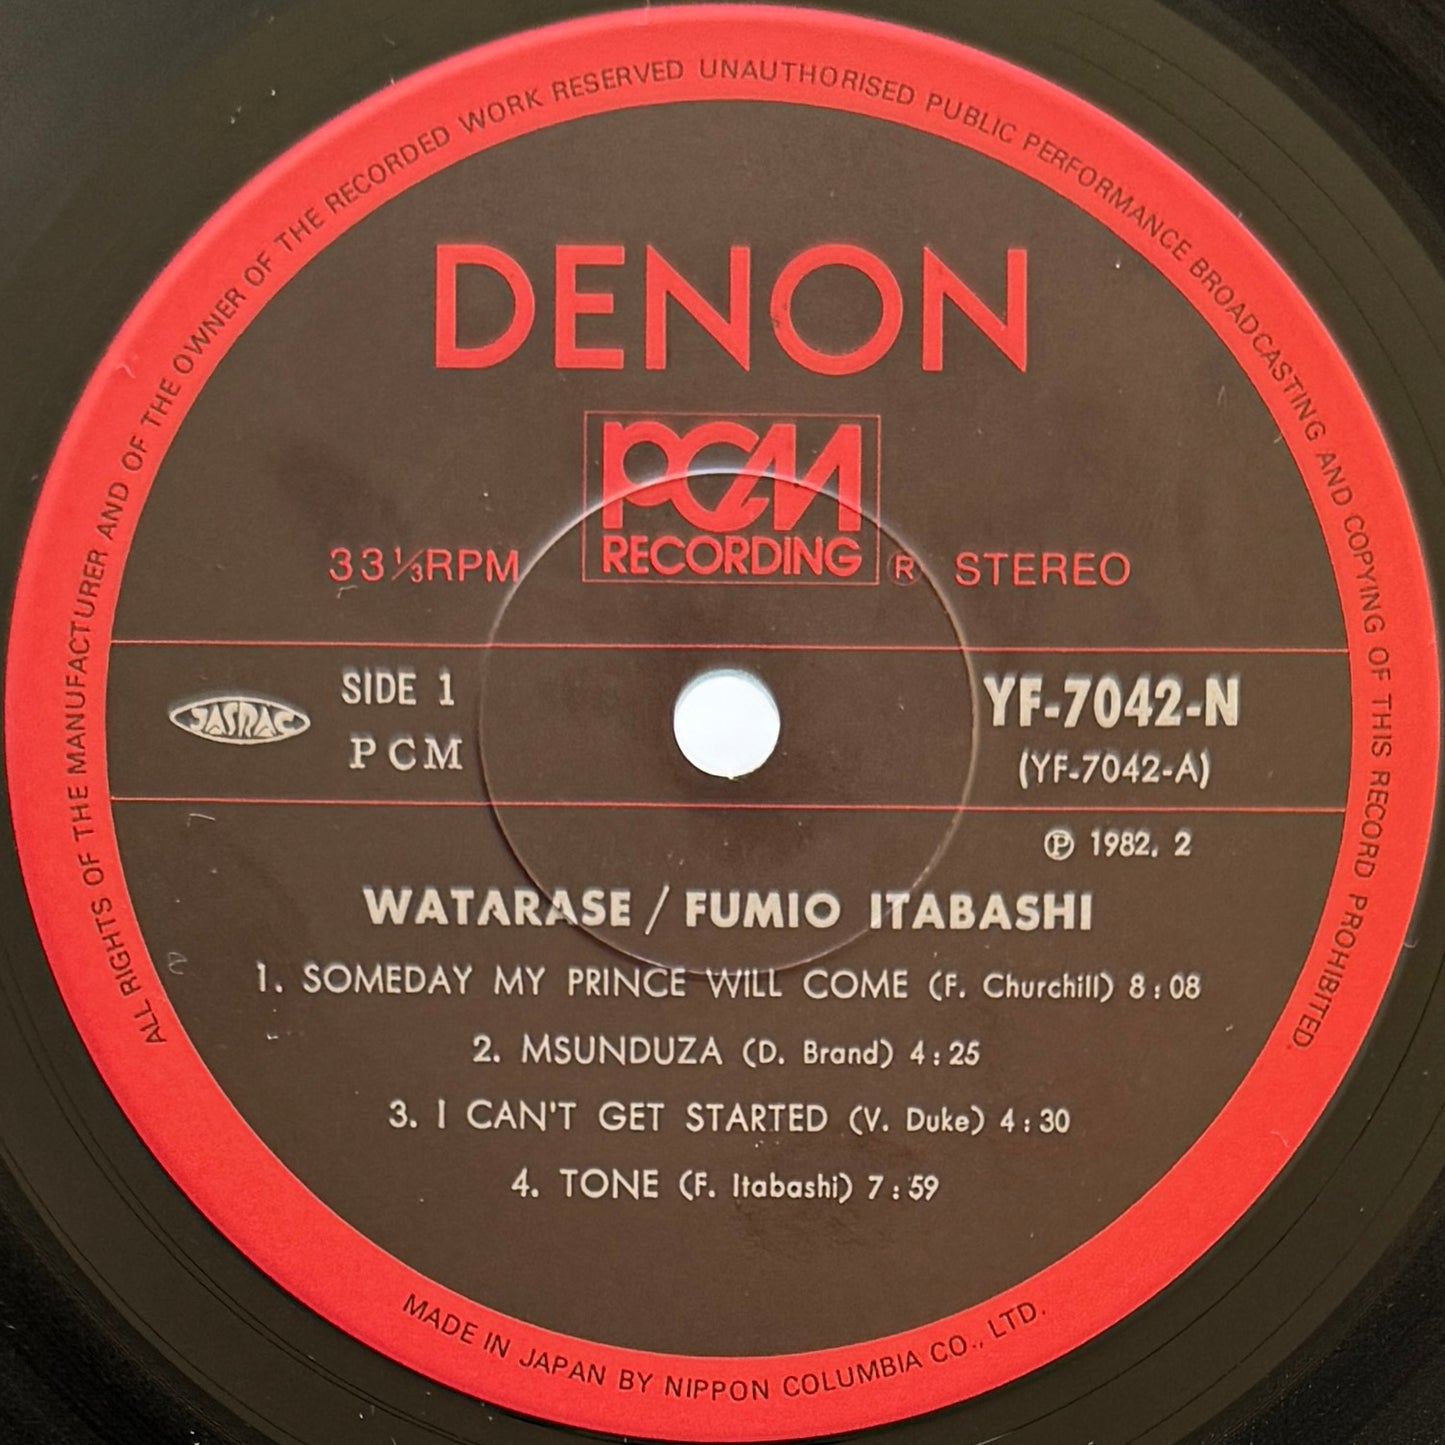 ALL RIGHTS OF THE MANUFACTURER AND OF THE OWNER OF THE RECORDED WORK RESERVED UNAUTHORISED PUBLIC PERFORMANCE BROADCASTING AND COPYING OF THIS RECORD PROHIBITED.
DENON
PCM
RECORDING
33⅓RPM ® STEREO
JASRAC
SIDE 1
PCM
YF-7042-N
(YF-7042-A)
℗ 1982. 2
WATARASE / FUMIO ITABASHI
1. SOMEDAY MY PRINCE WILL COME (F. Churchill) 8:08
2. MSUNDUZA (D. Brand) 4:25
3. I CAN'T GET STARTED (V. Duke) 4:30
4. TONE (F. Itabashi) 7:59
MADE IN JAPAN BY NIPPON COLUMBIA CO., LTD.